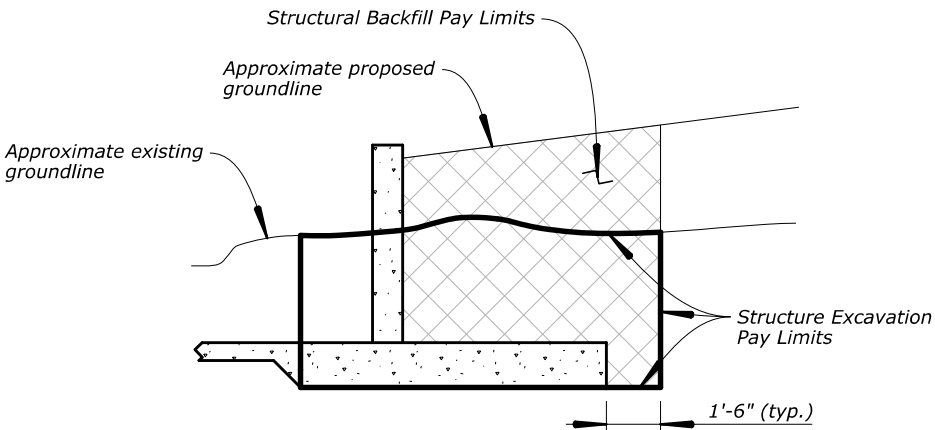 Structural Backfill Pay Limits
Approximate proposed
groundline
Approximate existing
groundline
Structure Excavation
Pay Limits
1'-6" (typ.)